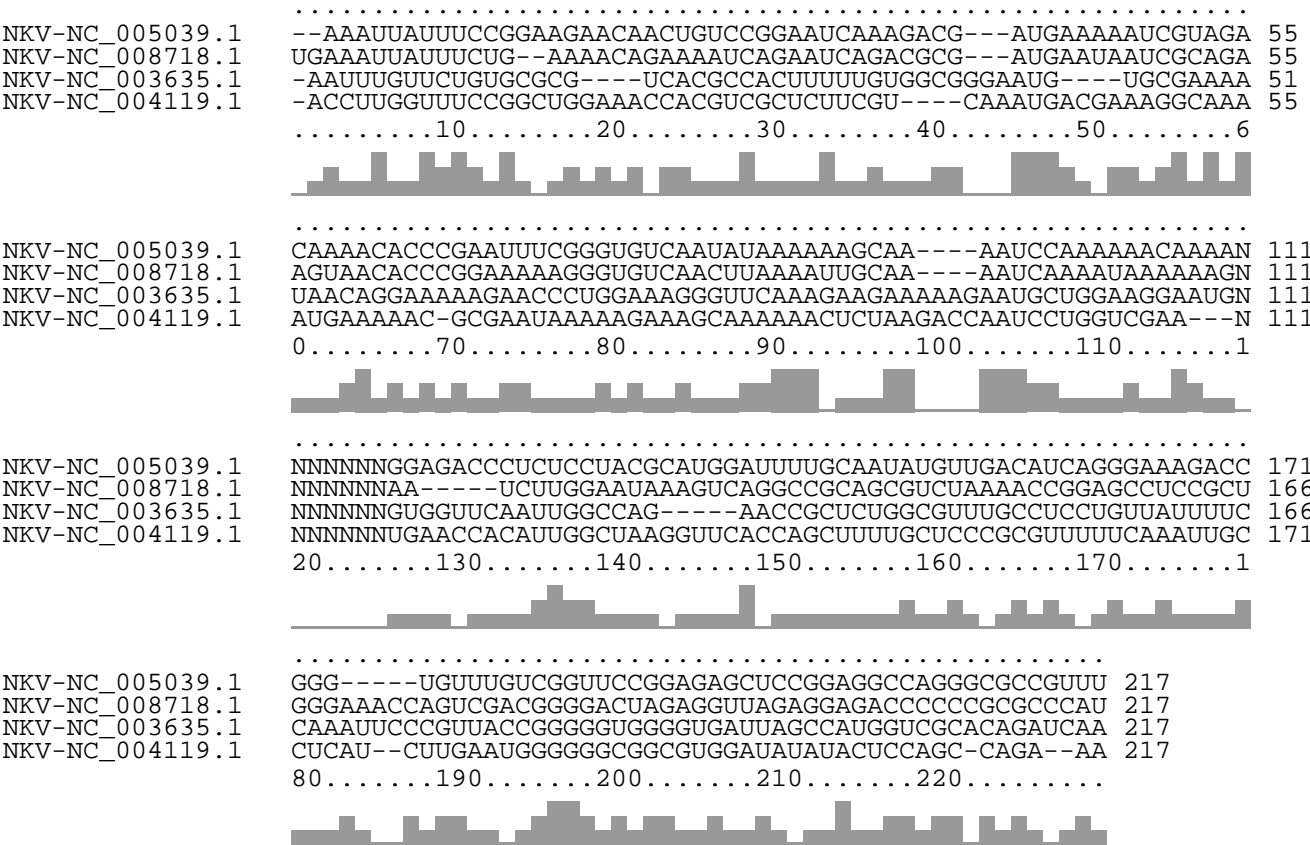 ............................................................
NKV-NC_005039.1 --AAAUUAUUUCCGGAAGAACAACUGUCCGGAAUCAAAGACG---AUGAAAAAUCGUAGA 55
NKV-NC_008718.1 UGAAAUUAUUUCUG--AAAACAGAAAAUCAGAAUCAGACGCG---AUGAAUAAUCGCAGA 55
NKV-NC_003635.1 -AAUUUGUUCUGUGCGCG----UCACGCCACUUUUUGUGGCGGGAAUG----UGCGAAAA 51
NKV-NC_004119.1 -ACCUUGGUUUCCGGCUGGAAACCACGUCGCUCUUCGU----CAAAUGACGAAAGGCAAA 55
.........10........20........30........40........50........6
............................................................
NKV-NC_005039.1 CAAAACACCCGAAUUUCGGGUGUCAAUAUAAAAAAGCAA----AAUCCAAAAAACAAAAN 111
NKV-NC_008718.1 AGUAACACCCGGAAAAAGGGUGUCAACUUAAAAUUGCAA----AAUCAAAAUAAAAAAGN 111
NKV-NC_003635.1 UAACAGGAAAAAGAACCCUGGAAAGGGUUCAAAGAAGAAAAAGAAUGCUGGAAGGAAUGN 111
NKV-NC_004119.1 AUGAAAAAC-GCGAAUAAAAAGAAAGCAAAAAACUCUAAGACCAAUCCUGGUCGAA---N 111
0........70........80........90........100.......110.......1
............................................................
NKV-NC_005039.1 NNNNNNGGAGACCCUCUCCUACGCAUGGAUUUUGCAAUAUGUUGACAUCAGGGAAAGACC 171
NKV-NC_008718.1 NNNNNNAA-----UCUUGGAAUAAAGUCAGGCCGCAGCGUCUAAAACCGGAGCCUCCGCU 166
NKV-NC_003635.1 NNNNNNGUGGUUCAAUUGGCCAG-----AACCGCUCUGGCGUUUGCCUCCUGUUAUUUUC 166
NKV-NC_004119.1 NNNNNNUGAACCACAUUGGCUAAGGUUCACCAGCUUUUGCUCCCGCGUUUUUCAAAUUGC 171
20.......130.......140.......150.......160.......170.......1
...................................................
NKV-NC_005039.1 GGG-----UGUUUGUCGGUUCCGGAGAGCUCCGGAGGCCAGGGCGCCGUUU 217
NKV-NC_008718.1 GGGAAACCAGUCGACGGGGACUAGAGGUUAGAGGAGACCCCCCGCGCCCAU 217
NKV-NC_003635.1 CAAAUUCCCGUUACCGGGGGUGGGGUGAUUAGCCAUGGUCGCACAGAUCAA 217
NKV-NC_004119.1 CUCAU--CUUGAAUGGGGGGCGGCGUGGAUAUAUACUCCAGC-CAGA--AA 217
80.......190.......200.......210.......220.........